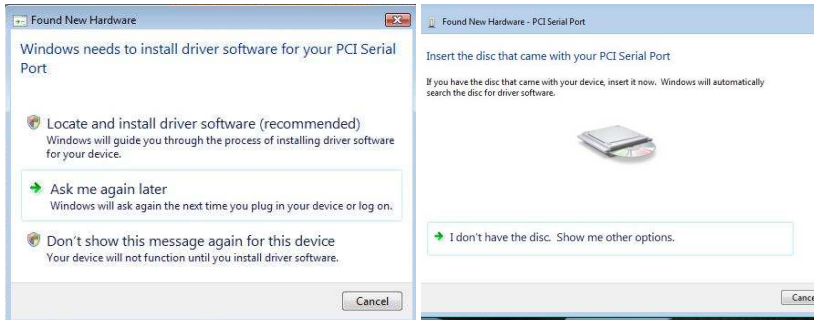 Found New Hardware
Windows needs to install driver software for your PCI Serial
Port
Locate and install driver software (recommended)
Windows will guide you through the process of installing driver software
for your device.
Ask me again later
Windows will ask again the next time you plug in your device or log on.
Don't show this message again for this device
Your device will not function until you install driver software.
Cancel
Found New Hardware - PCI Serial Port
Insert the disc that came with your PCI Serial Port
If you have the disc that came with your device, insert it now. Windows will automatically
search the disc for driver software.
I don't have the disc. Show me other options.
Cance